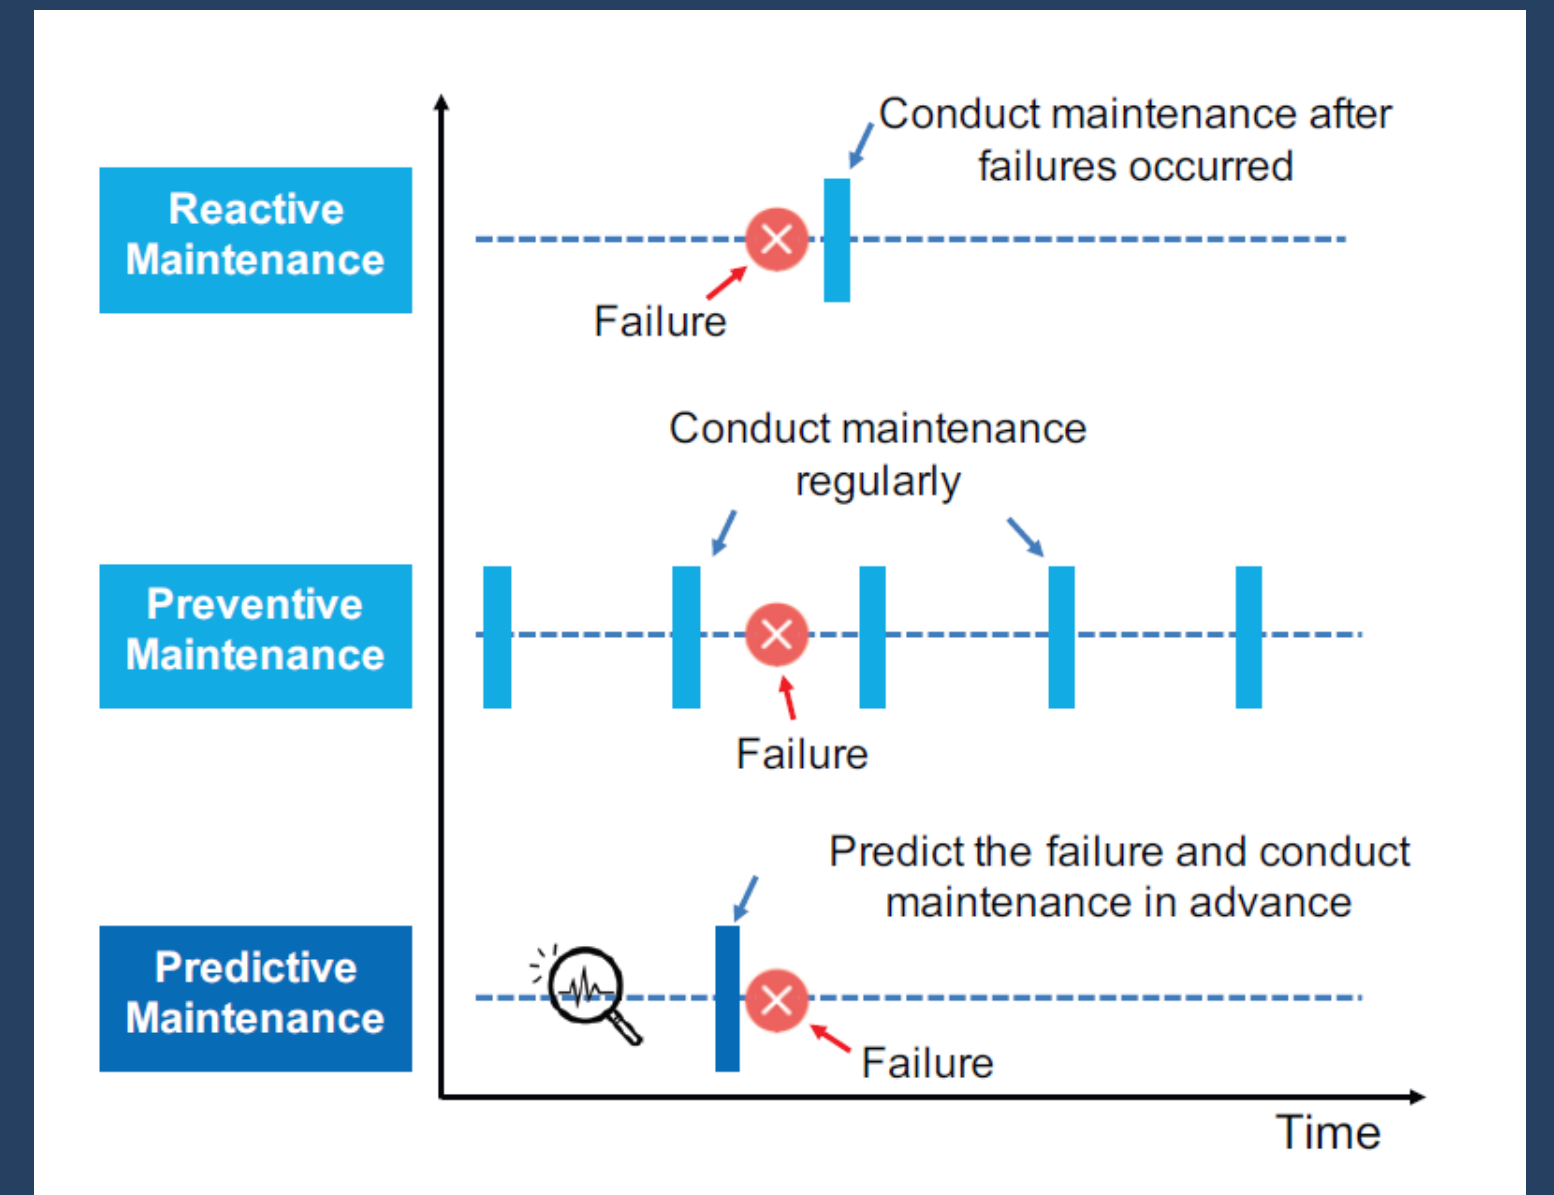 Reactive
Maintenance
Conduct maintenance after
failures occurred
Failure
Preventive
Maintenance
Conduct maintenance
regularly
Failure
Predictive
Maintenance
Predict the failure and conduct
maintenance in advance
Failure
Time